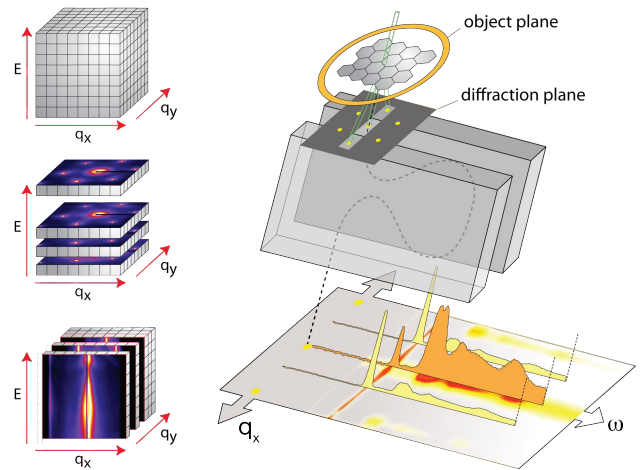 E
q_y
q_x
E
q_y
q_x
E
q_y
q_x
object plane
diffraction plane
q_x
ω